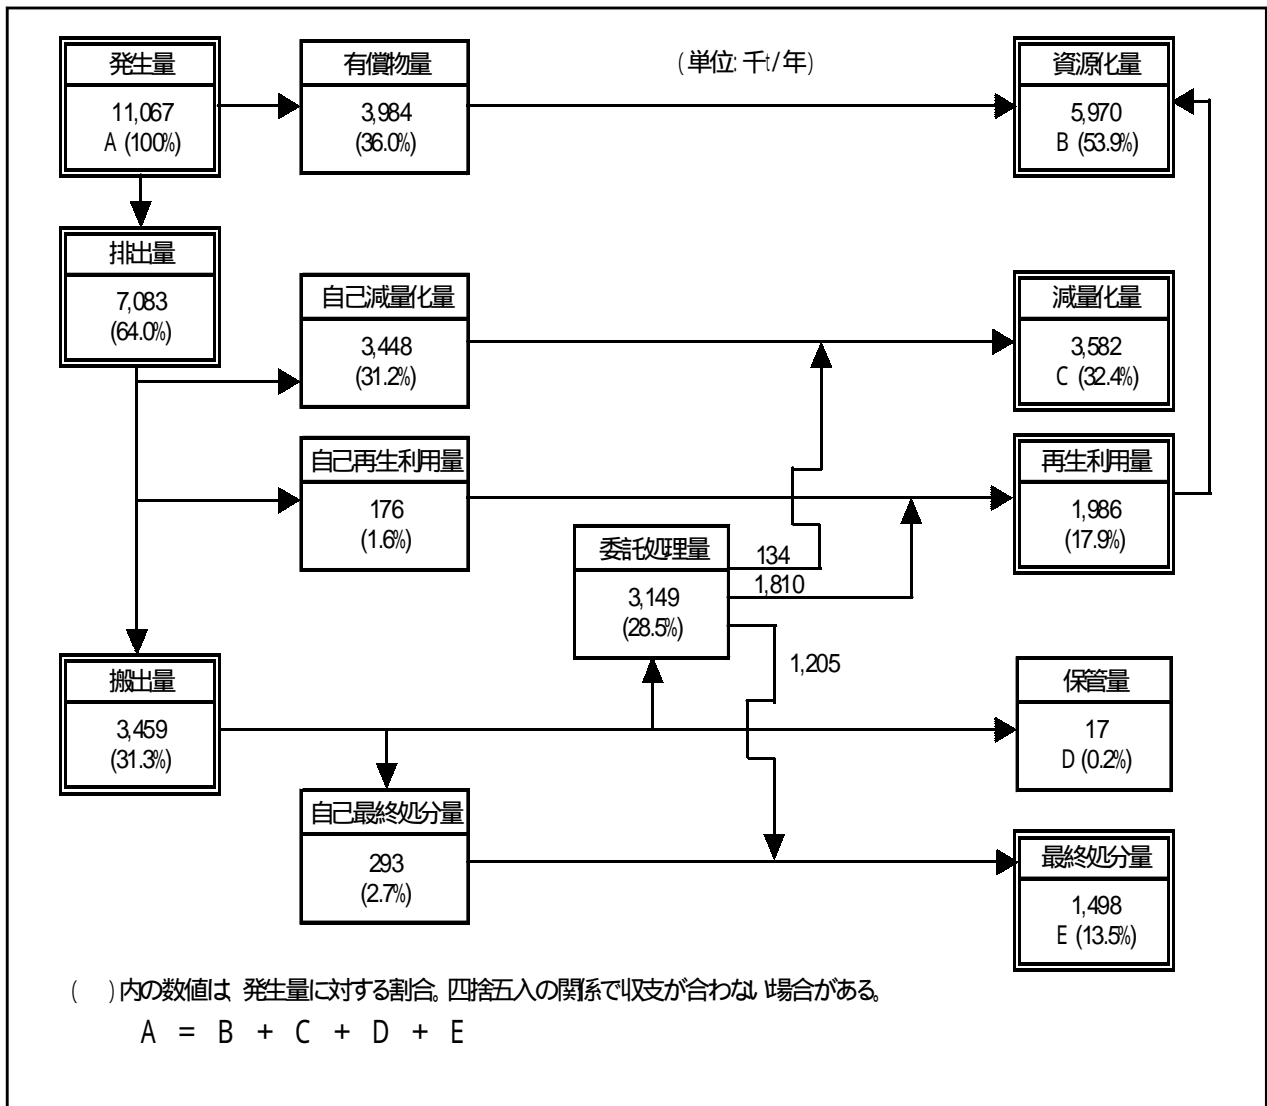 発生量
11,067
A (100%)
有償物量
3,984
(36.0%)
(単位:千t/年)
資源化量
5,970
B (53.9%)
排出量
7,083
(64.0%)
自己減量化量
3,448
(31.2%)
減量化量
3,582
C (32.4%)
自己再生利用量
176
(1.6%)
再生利用量
1,986
(17.9%)
委託処理量
3,149
(28.5%)
134
1,810
1,205
搬出量
3,459
(31.3%)
保管量
17
D (0.2%)
自己最終処分量
293
(2.7%)
最終処分量
1,498
E (13.5%)
(　)内の数値は、発生量に対する割合。四捨五入の関係で収支が合わない場合がある。
A = B + C + D + E